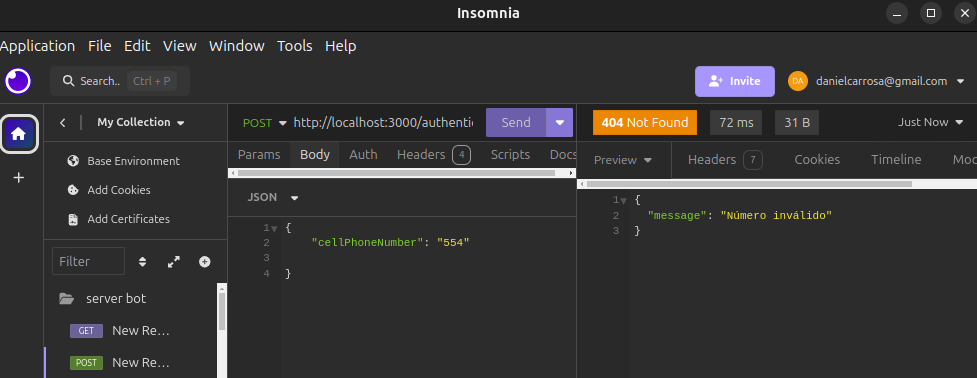 Insomnia
Application File Edit View Window Tools Help
Search.. Ctrl + P
Invite
DA danielcarrosa@gmail.com
My Collection
POST http://localhost:3000/authenti
Send
404 Not Found 72 ms 31 B Just Now
Base Environment
Add Cookies
Add Certificates
Filter
server bot
GET New Re...
POST New Re...
Params Body Auth Headers 4 Scripts Docs
JSON
1 {
2 "cellPhoneNumber": "554"
3
4 }
Preview Headers 7 Cookies Timeline Moc
1 {
2 "message": "Número inválido"
3 }